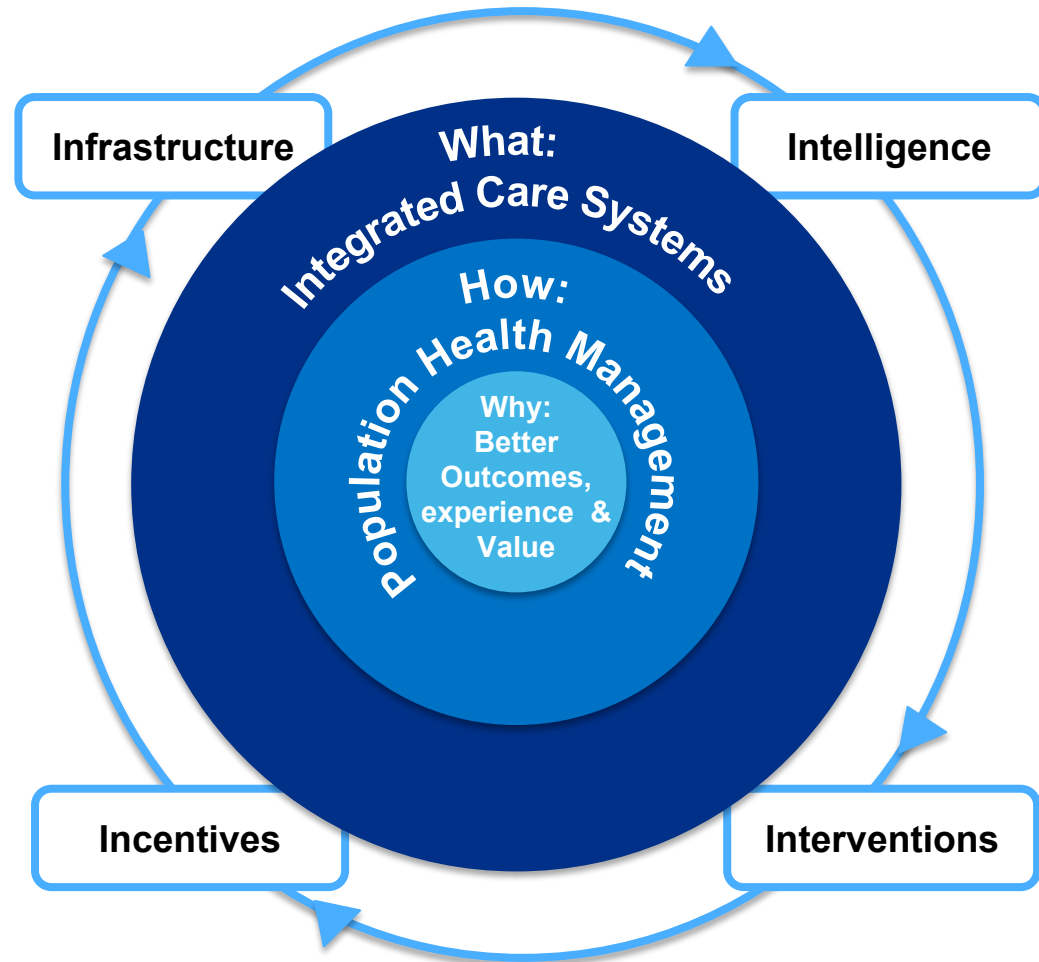 Infrastructure
Intelligence
What:
Integrated Care Systems
How:
Population Health Management
Why:
Better
Outcomes,
experience &
Value
Incentives
Interventions